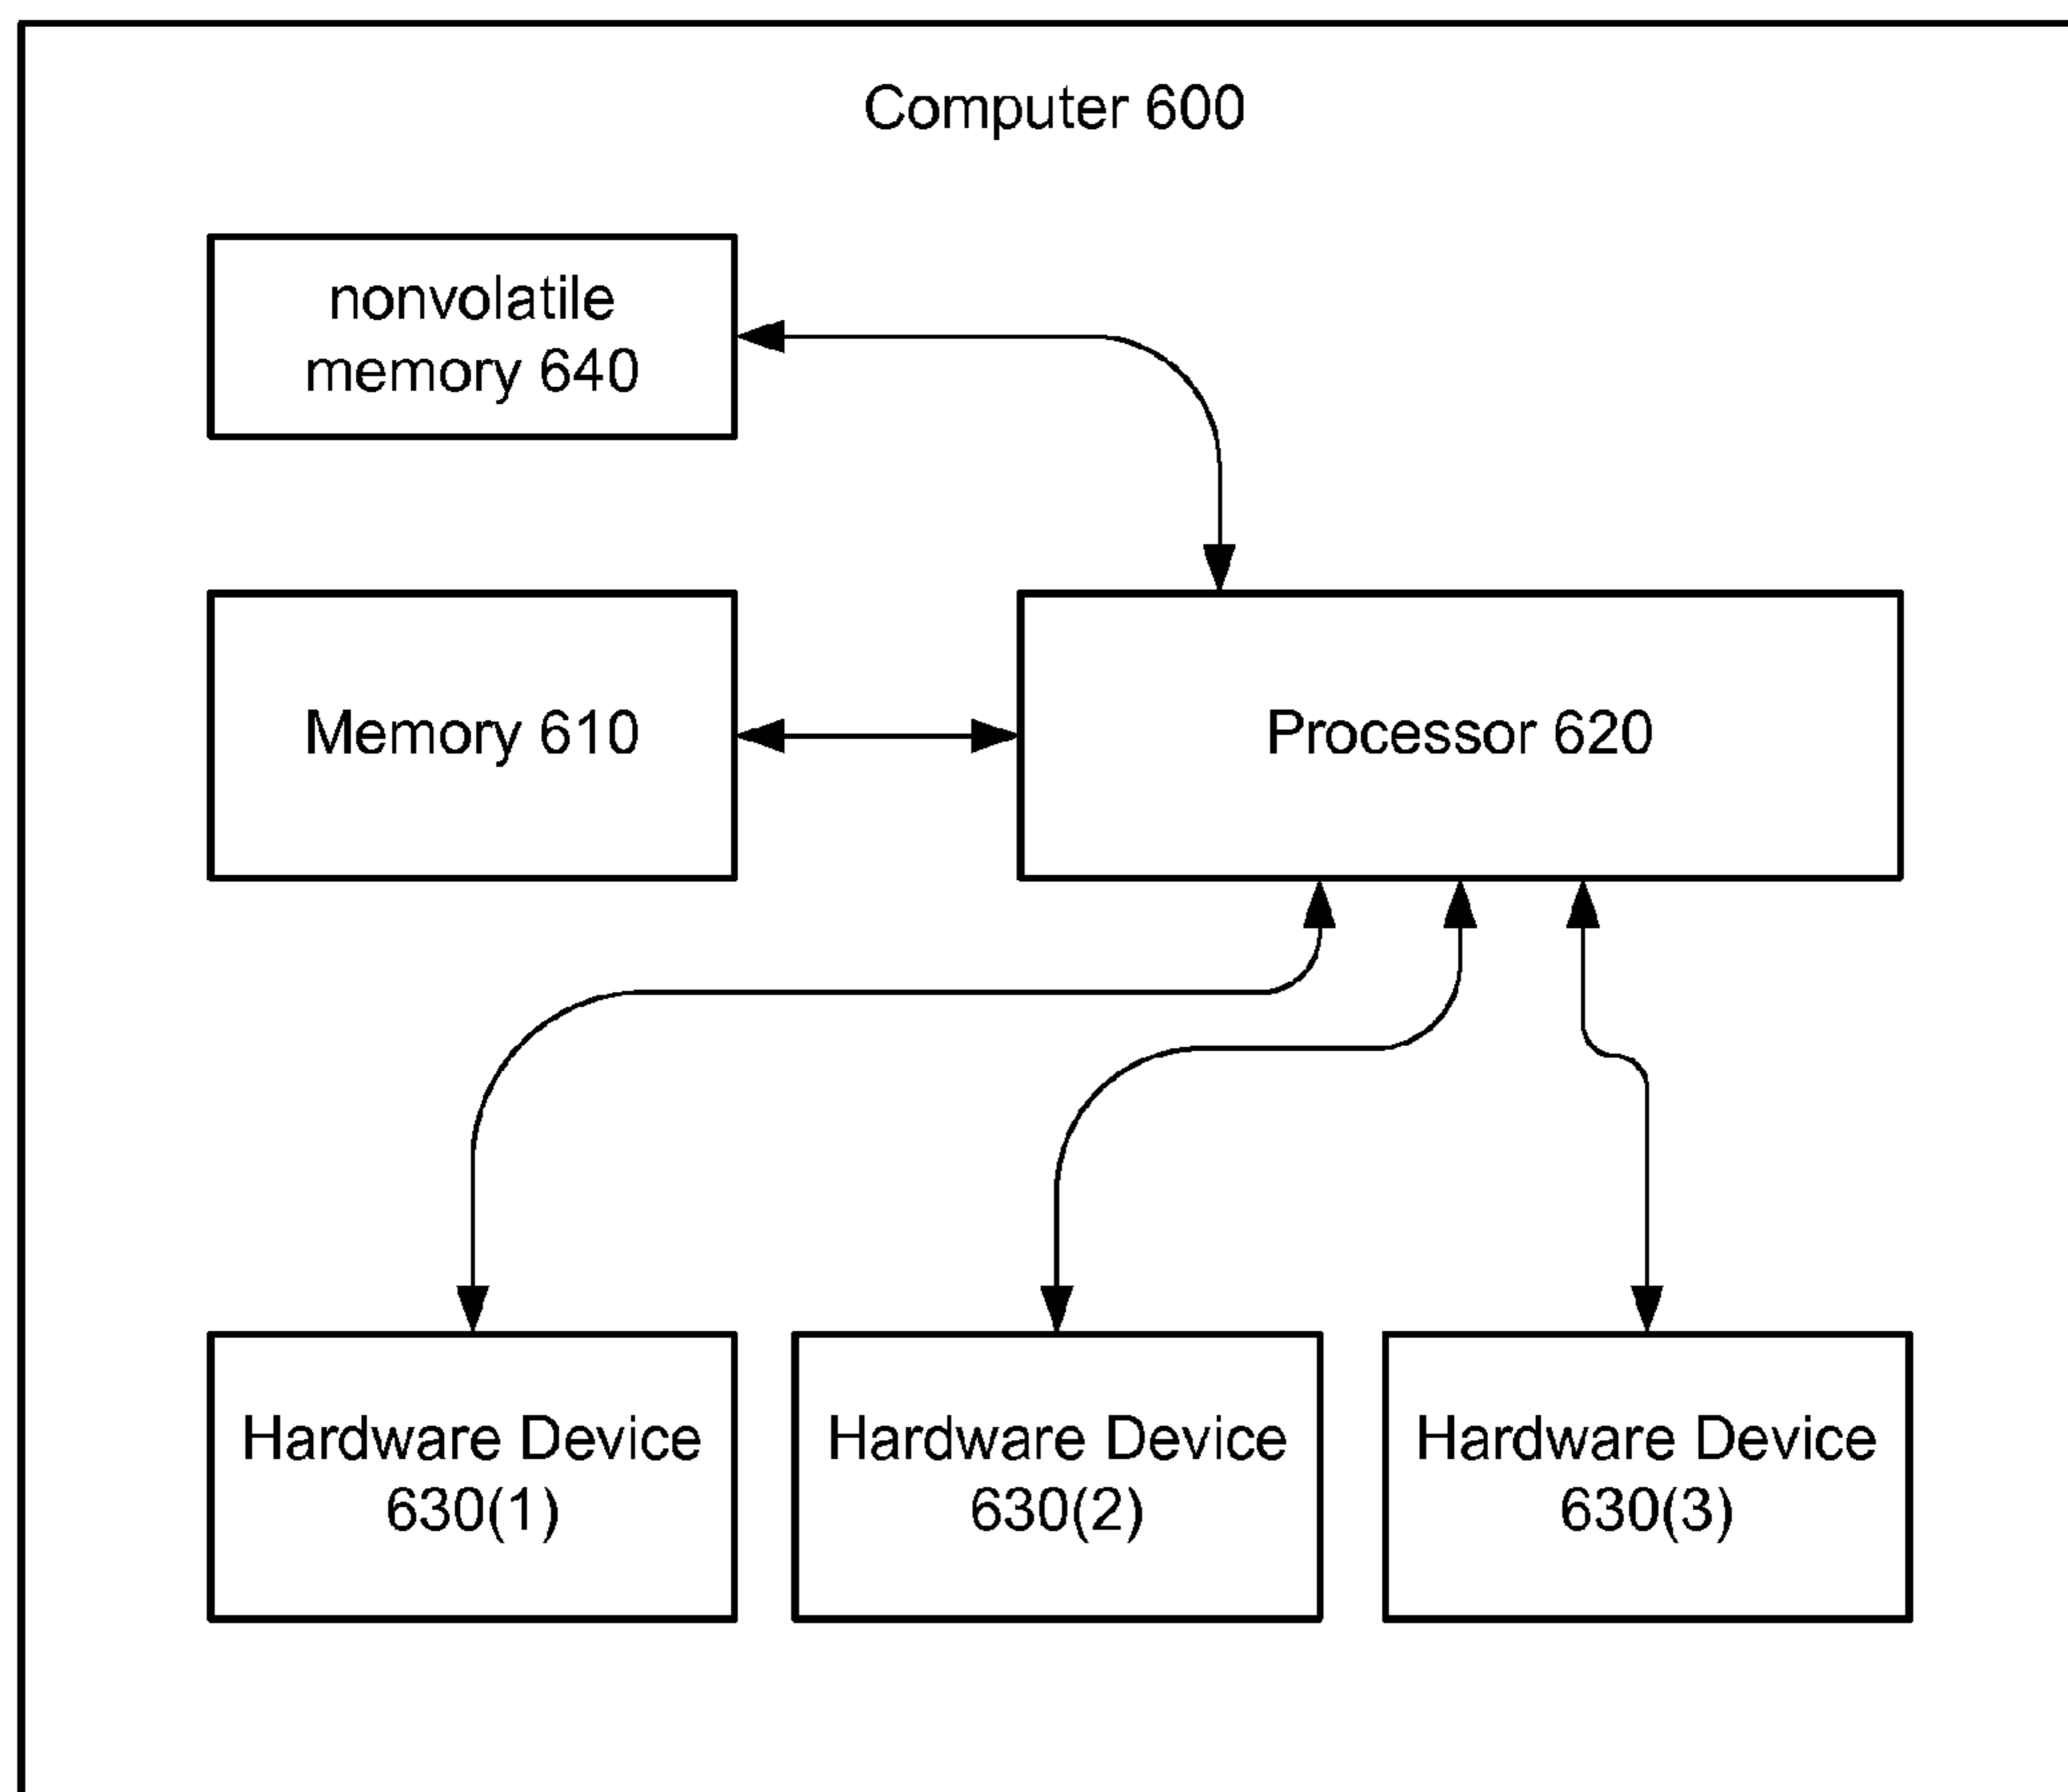 Computer 600
nonvolatile
memory 640
Memory 610
Processor 620
Hardware Device
630(1)
Hardware Device
630(2)
Hardware Device
630(3)